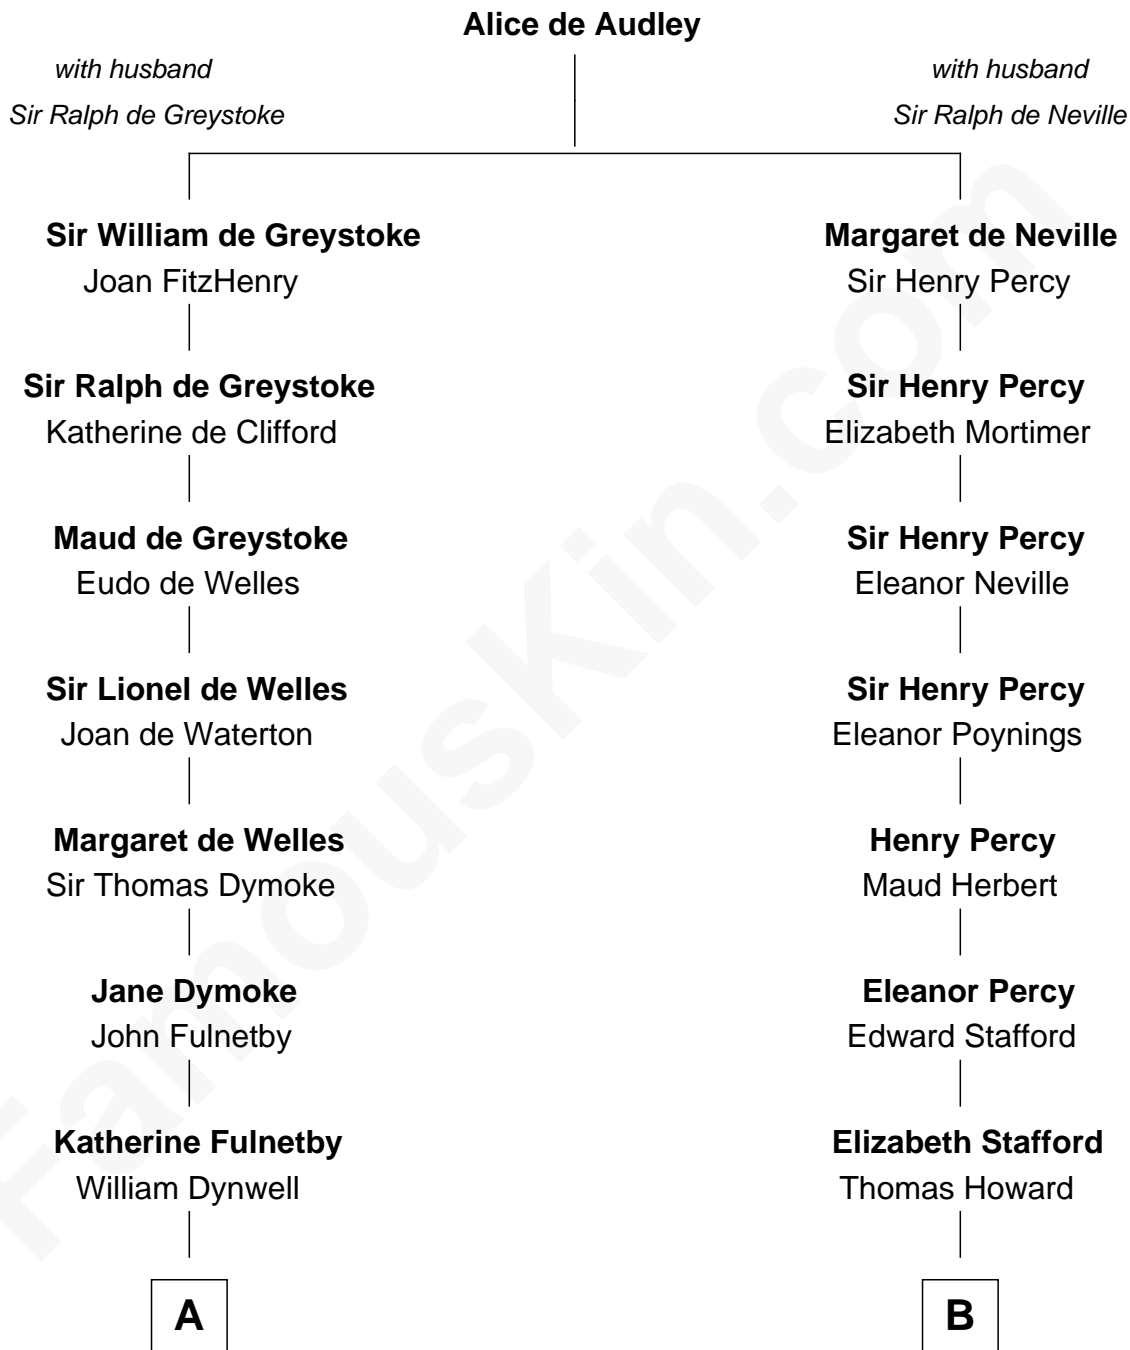 Alice de Audley
with husband
Sir Ralph de Greystoke
with husband
Sir Ralph de Neville
Sir William de Greystoke
Joan FitzHenry
Sir Ralph de Greystoke
Katherine de Clifford
Maud de Greystoke
Eudo de Welles
Sir Lionel de Welles
Joan de Waterton
Margaret de Welles
Sir Thomas Dymoke
Jane Dymoke
John Fulnetby
Katherine Fulnetby
William Dynwell
A
Margaret de Neville
Sir Henry Percy
Sir Henry Percy
Elizabeth Mortimer
Sir Henry Percy
Eleanor Neville
Sir Henry Percy
Eleanor Poynings
Henry Percy
Maud Herbert
Eleanor Percy
Edward Stafford
Elizabeth Stafford
Thomas Howard
B
FamousKin.com